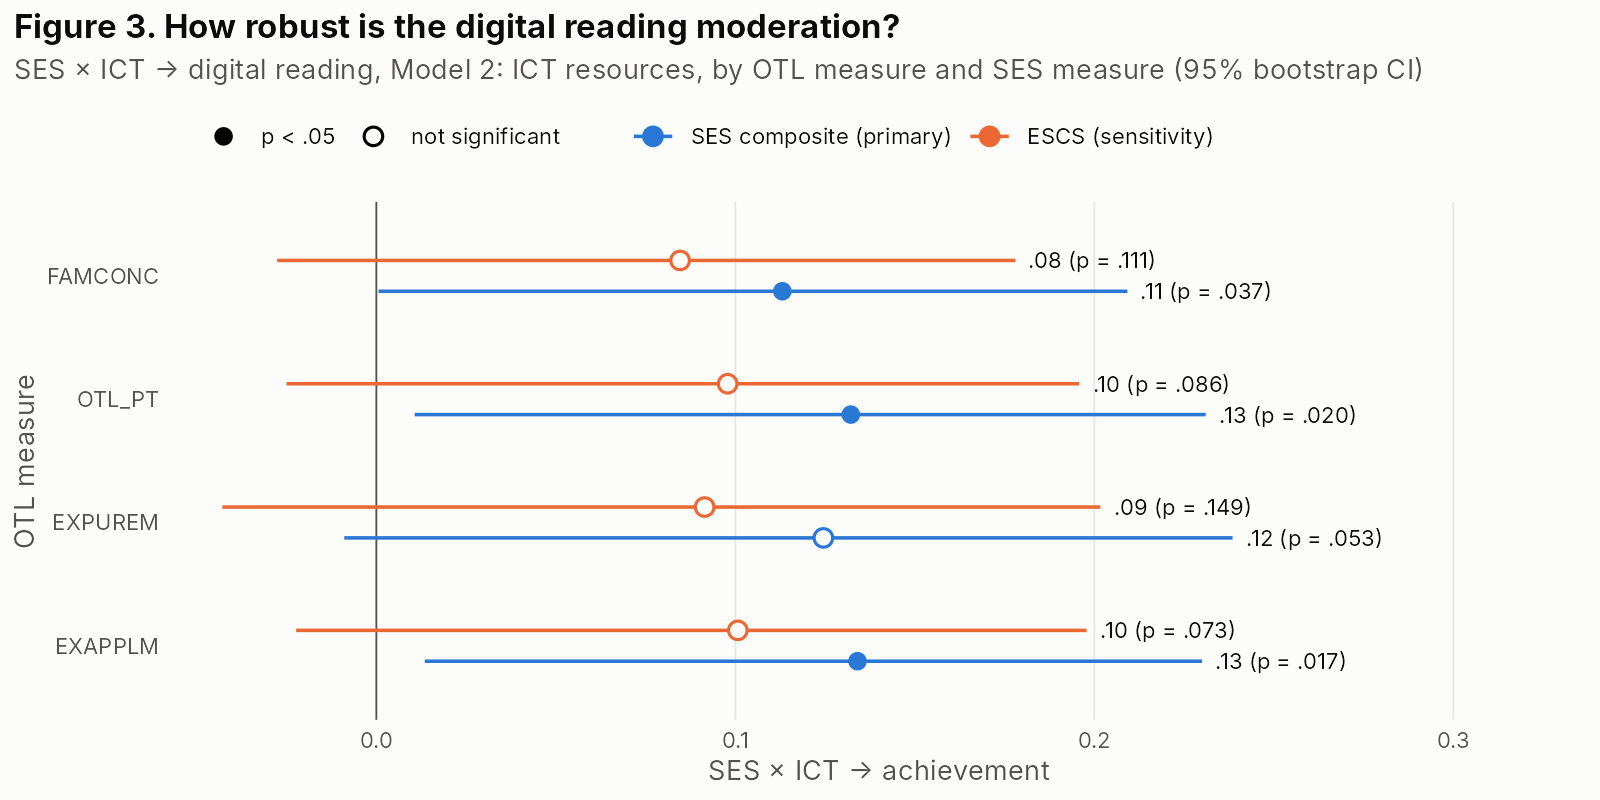 Figure 3. How robust is the digital reading moderation?
SES × ICT → digital reading, Model 2: ICT resources, by OTL measure and SES measure (95% bootstrap CI)
p < .05 not significant SES composite (primary) ESCS (sensitivity)
OTL measure
FAMCONC
.08 (p = .111)
.11 (p = .037)
OTL_PT
.10 (p = .086)
.13 (p = .020)
EXPUREM
.09 (p = .149)
.12 (p = .053)
EXAPPLM
.10 (p = .073)
.13 (p = .017)
0.0 0.1 0.2 0.3
SES × ICT → achievement